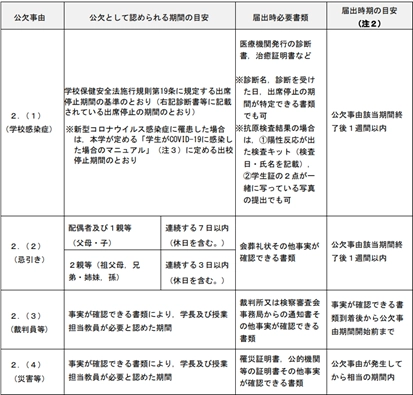 公欠事由
公欠として認められる期間の目安
届出時必要書類
届出時期の目安
（注２）
２．（１）
（学校感染症）
学校保健安全法施行規則第19条に規定する出席
停止期間の基準のとおり（右記診断書等に記載
されている出席停止の期間のとおり）
※新型コロナウイルス感染症に罹患した場合
は、本学が定める「学生がCOVID-19に感染し
た場合のマニュアル」（注３）に定める出校
停止期間のとおり
医療機関発行の診断
書、治癒証明書など
※診断名、診断を受け
た日、出席停止の期
間が特定できる書類
でも可
※抗原検査結果の場合
は、①陽性反応が出
た検査キット（検査
日・氏名を記載）、
②学生証の２点が一
緒に写っている写真
の提出でも可
公欠事由該当期間終
了後１週間以内
２．（２）
（忌引き）
配偶者及び１親等
（父母・子）
連続する７日以内
（休日を含む。）
２親等（祖父母、兄
弟・姉妹、孫）
連続する３日以内
（休日を含む。）
会葬礼状その他事実が
確認できる書類
公欠事由該当期間終
了後１週間以内
２．（３）
（裁判員等）
事実が確認できる書類により、学長及び授業
担当教員が必要と認めた期間
裁判所又は検察審査会
事務局からの通知書そ
の他事実が確認できる
書類
事実が確認できる書
類到着後から公欠事
由期間開始前まで
２．（４）
（災害等）
事実が確認できる書類により、学長及び授業
担当教員が必要と認めた期間
罹災証明書、公的機関
等の証明書その他事実
が確認できる書類
公欠事由が発生して
から相当の期間内